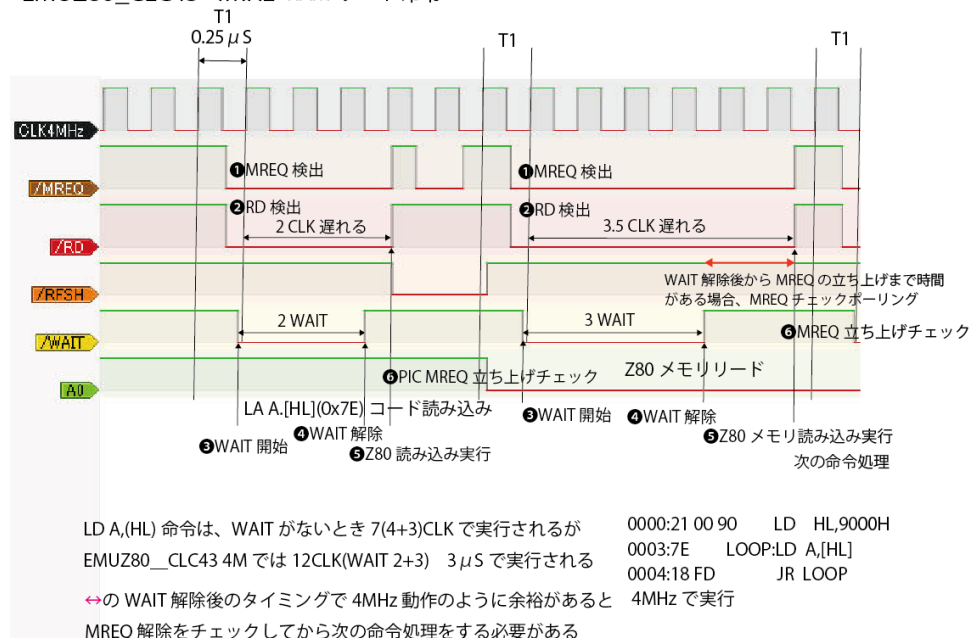 T1
0.25 μS
T1
T1
CLK4MHz
❶MREQ 検出
❶MREQ 検出
/MREQ
❷RD 検出
❷RD 検出
2 CLK 遅れる
3.5 CLK 遅れる
/RD
WAIT 解除後から MREQ の立ち上げまで時間
がある場合、MREQ チェックポーリング
/RFSH
2 WAIT
3 WAIT
❻MREQ 立ち上げチェック
/WAIT
❻PIC MREQ 立ち上げチェック
Z80 メモリリード
A0
LA A.[HL](0x7E) コード読み込み
❸WAIT 開始
❹WAIT 解除
❺Z80 読み込み実行
❸WAIT 開始
❹WAIT 解除
❺Z80 メモリ読み込み実行
次の命令処理
LD A,(HL) 命令は、WAIT がないとき 7(4+3)CLK で実行されるが
EMUZ80__CLC43 4M では 12CLK(WAIT 2+3) 3 μS で実行される
↔の WAIT 解除後のタイミングで 4MHz 動作のように余裕があると
MREQ 解除をチェックしてから次の命令処理をする必要がある
0000:21 00 90 LD HL,9000H
0003:7E LOOP:LD A,[HL]
0004:18 FD JR LOOP
4MHz で実行